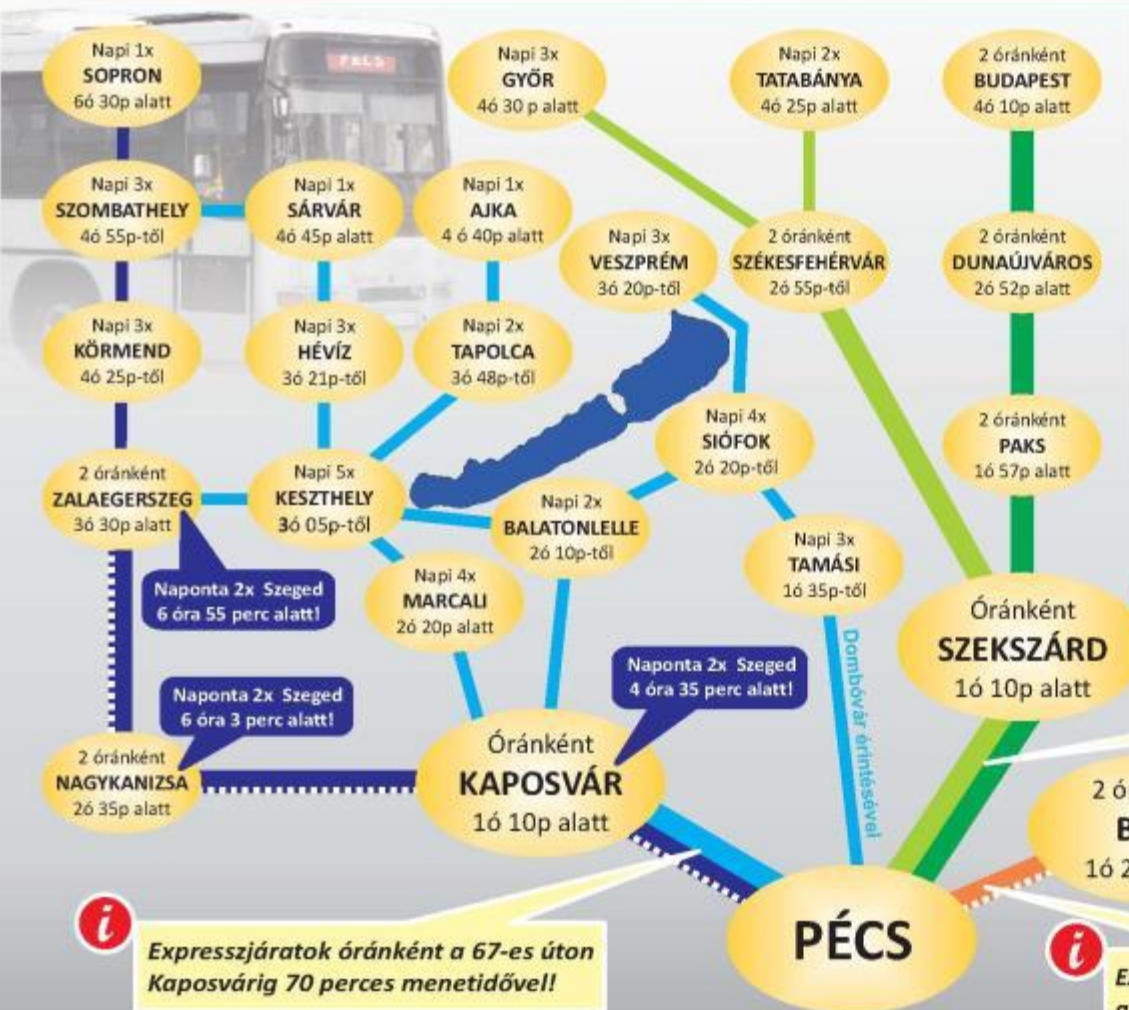 Napi 1x
SOPRON
6ó 30p alatt
Napi 3x
GYŐR
4ó 30 p alatt
Napi 2x
TATABÁNYA
4ó 25p alatt
2 óránként
BUDAPEST
4ó 10p alatt
PÉCS
Napi 3x
SZOMBATHELY
4ó 55p-től
Napi 1x
SÁRVÁR
4ó 45p alatt
Napi 1x
AJKA
4 ó 40p alatt
Napi 3x
VESZPRÉM
3ó 20p-től
2 óránként
SZÉKESFEHÉRVÁR
2ó 55p-től
2 óránként
DUNAÚJVÁROS
2ó 52p alatt
Napi 3x
KÖRMEND
4ó 25p-től
Napi 3x
HÉVÍZ
3ó 21p-től
Napi 2x
TAPOLCA
3ó 48p-től
Napi 4x
SIÓFOK
2ó 20p-től
2 óránként
PAKS
1ó 57p alatt
2 óránként
ZALAEGERSZEG
3ó 30p alatt
Napi 5x
KESZTHELY
3ó 05p-től
Napi 2x
BALATONLELLE
2ó 10p-től
Napi 3x
TAMÁSI
1ó 35p-től
Naponta 2x Szeged
6 óra 55 perc alatt!
Napi 4x
MARCALI
2ó 20p alatt
Óránként
SZEKSZÁRD
1ó 10p alatt
Dombóvár érintésével
Naponta 2x Szeged
6 óra 3 perc alatt!
Naponta 2x Szeged
4 óra 35 perc alatt!
2 óránként
NAGYKANIZSA
2ó 35p alatt
Óránként
KAPOSVÁR
1ó 10p alatt
2 ó
B
1ó 2
PÉCS
i
Expresszjáratok óránként a 67-es úton
Kaposvárig 70 perces menetidővel!
i